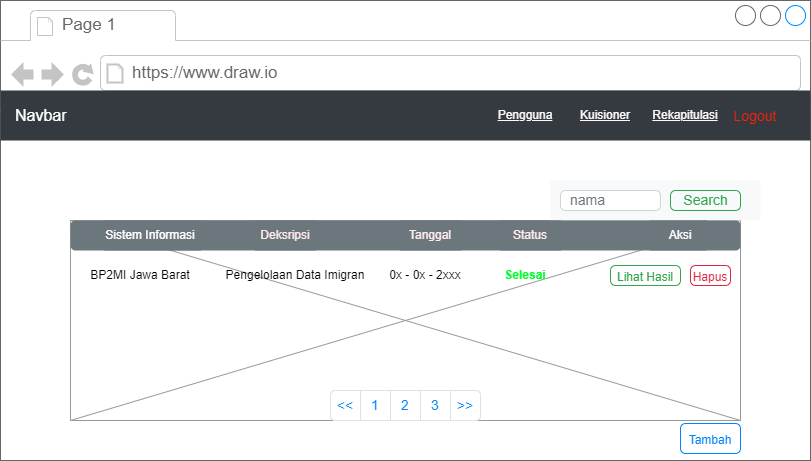 Page 1
https://www.draw.io
Navbar Pengguna Kuisioner Rekapitulasi Logout
nama Search
Sistem Informasi Deksripsi Tanggal Status Aksi
BP2MI Jawa Barat Pengelolaan Data Imigran 0x - 0x - 2xxx Selesai Lihat Hasil Hapus
<< 1 2 3 >>
Tambah